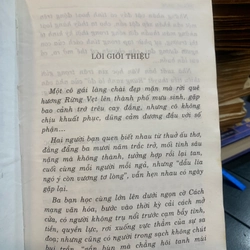 LỜI GIỚI THIỆU
Một cô gái làng chài đẹp mặn mà rời quê
hương Rừng Vẹt lên thành phố mưu sinh, gặp
bao cảnh trớ trêu cay đắng, nhưng cô không
chịu khuất phục, dũng cảm đương đầu với số
phận...
Hai người bạn quen biết nhau từ thuở ấu thơ,
đằng đẵng ba mươi năm trắc trở, mối tình sâu
nặng mà không thành, tưởng hợp rồi lại tan,
cuối cùng mỗi người mỗi ngả, nhưng “dẫu lìa
ngó ý còn vương tơ lòng”, vẫn hẹn nhau có ngày
gặp lại.
Ba bạn học cùng lớn lên dưới ngọn cờ Cách
mạng văn hóa, bước vào thời kỳ cải cách mở
cửa, có người không trụ nổi trước cạm bẫy tình,
tiền, quyền lực, rơi xuống vực thẳm của sự sa
đọa; nhưng cũng có người trong sạch không chút